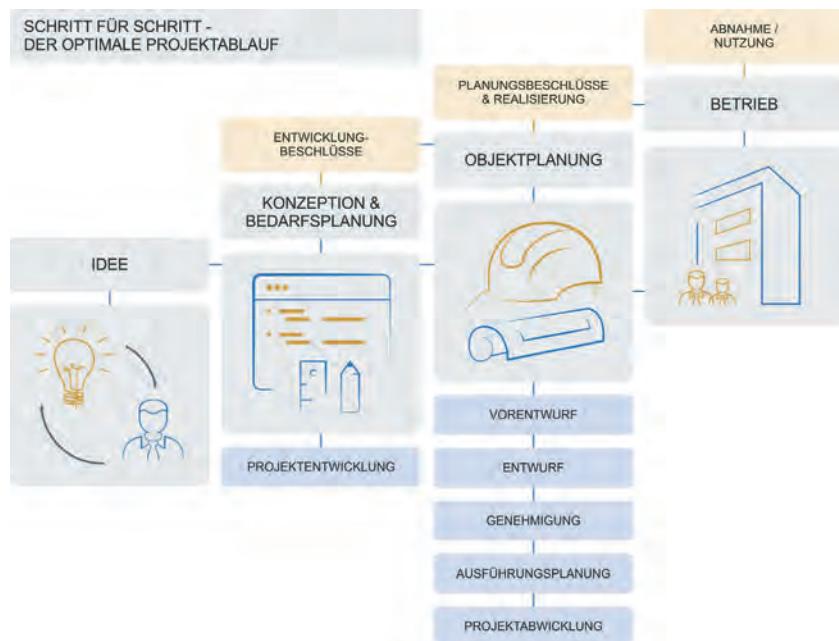 SCHRITT FÜR SCHRITT -
DER OPTIMALE PROJEKTABLAUF
IDEE
ENTWICKLUNG-
BESCHLÜSSE
KONZEPTION &
BEDARFSPLANUNG
PROJEKTENTWICKLUNG
PLANUNGSBESCHLÜSSE
& REALISIERUNG
OBJEKTPLANUNG
VORENTWURF
ENTWURF
GENEHMIGUNG
AUSFÜHRUNGSPLANUNG
PROJEKTABWICKLUNG
ABNAHME /
NUTZUNG
BETRIEB